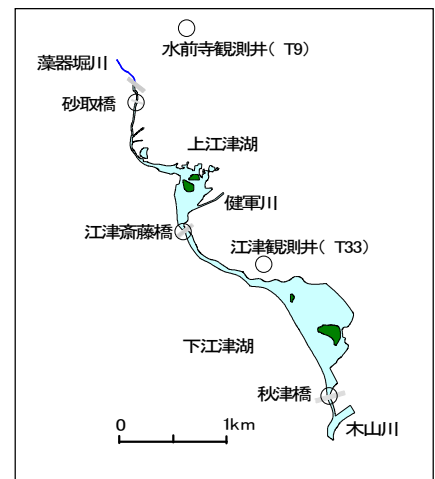 水前寺観測井( T9)
藻器堀川
砂取橋
上江津湖
健軍川
江津斎藤橋
江津観測井( T33)
下江津湖
秋津橋
0 1km
木山川